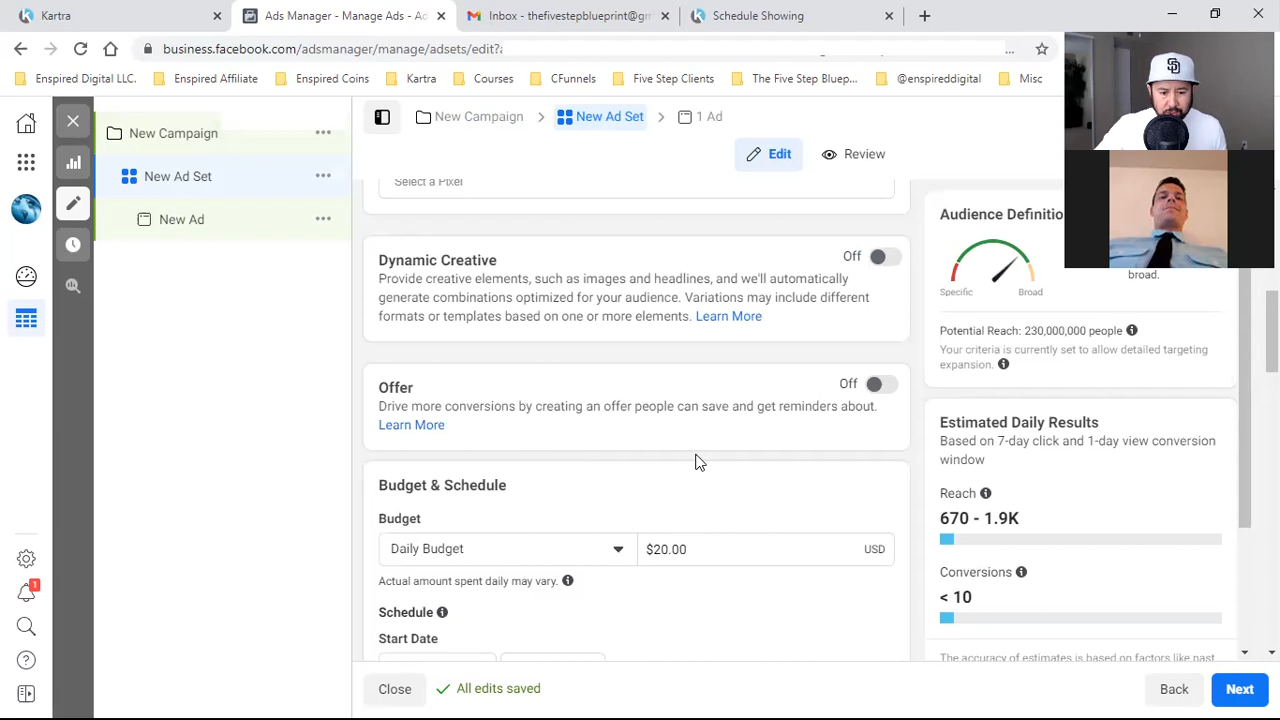 Kartra
Ads Manager - Manage Ads - Ad
Inbox - thefivestepblueprint@gm
Schedule Showing
business.facebook.com/adsmanager/manage/adsets/edit?
...
Enspired Digital LLC.
Enspired Affiliate
Enspired Coins
Kartra
Courses
CFunnels
Five Step Clients
The Five Step Bluep...
@enspireddigital
Misc
New Campaign
New Ad Set
New Ad
New Campaign
New Ad Set
1 Ad
Edit
Review
Select a Pixel
Dynamic Creative
Off
Provide creative elements, such as images and headlines, and we'll automatically
generate combinations optimized for your audience. Variations may include different
formats or templates based on one or more elements. Learn More
Offer
Off
Drive more conversions by creating an offer people can save and get reminders about.
Learn More
Budget & Schedule
Budget
Daily Budget
$20.00
USD
Actual amount spent daily may vary.
Schedule
Start Date
Audience Definitio
broad.
Specific
Broad
Potential Reach: 230,000,000 people
Your criteria is currently set to allow detailed targeting
expansion.
Estimated Daily Results
Based on 7-day click and 1-day view conversion
window
Reach
670 - 1.9K
Conversions
< 10
The accuracy of estimates is based on factors like past
1
Close
All edits saved
Back
Next